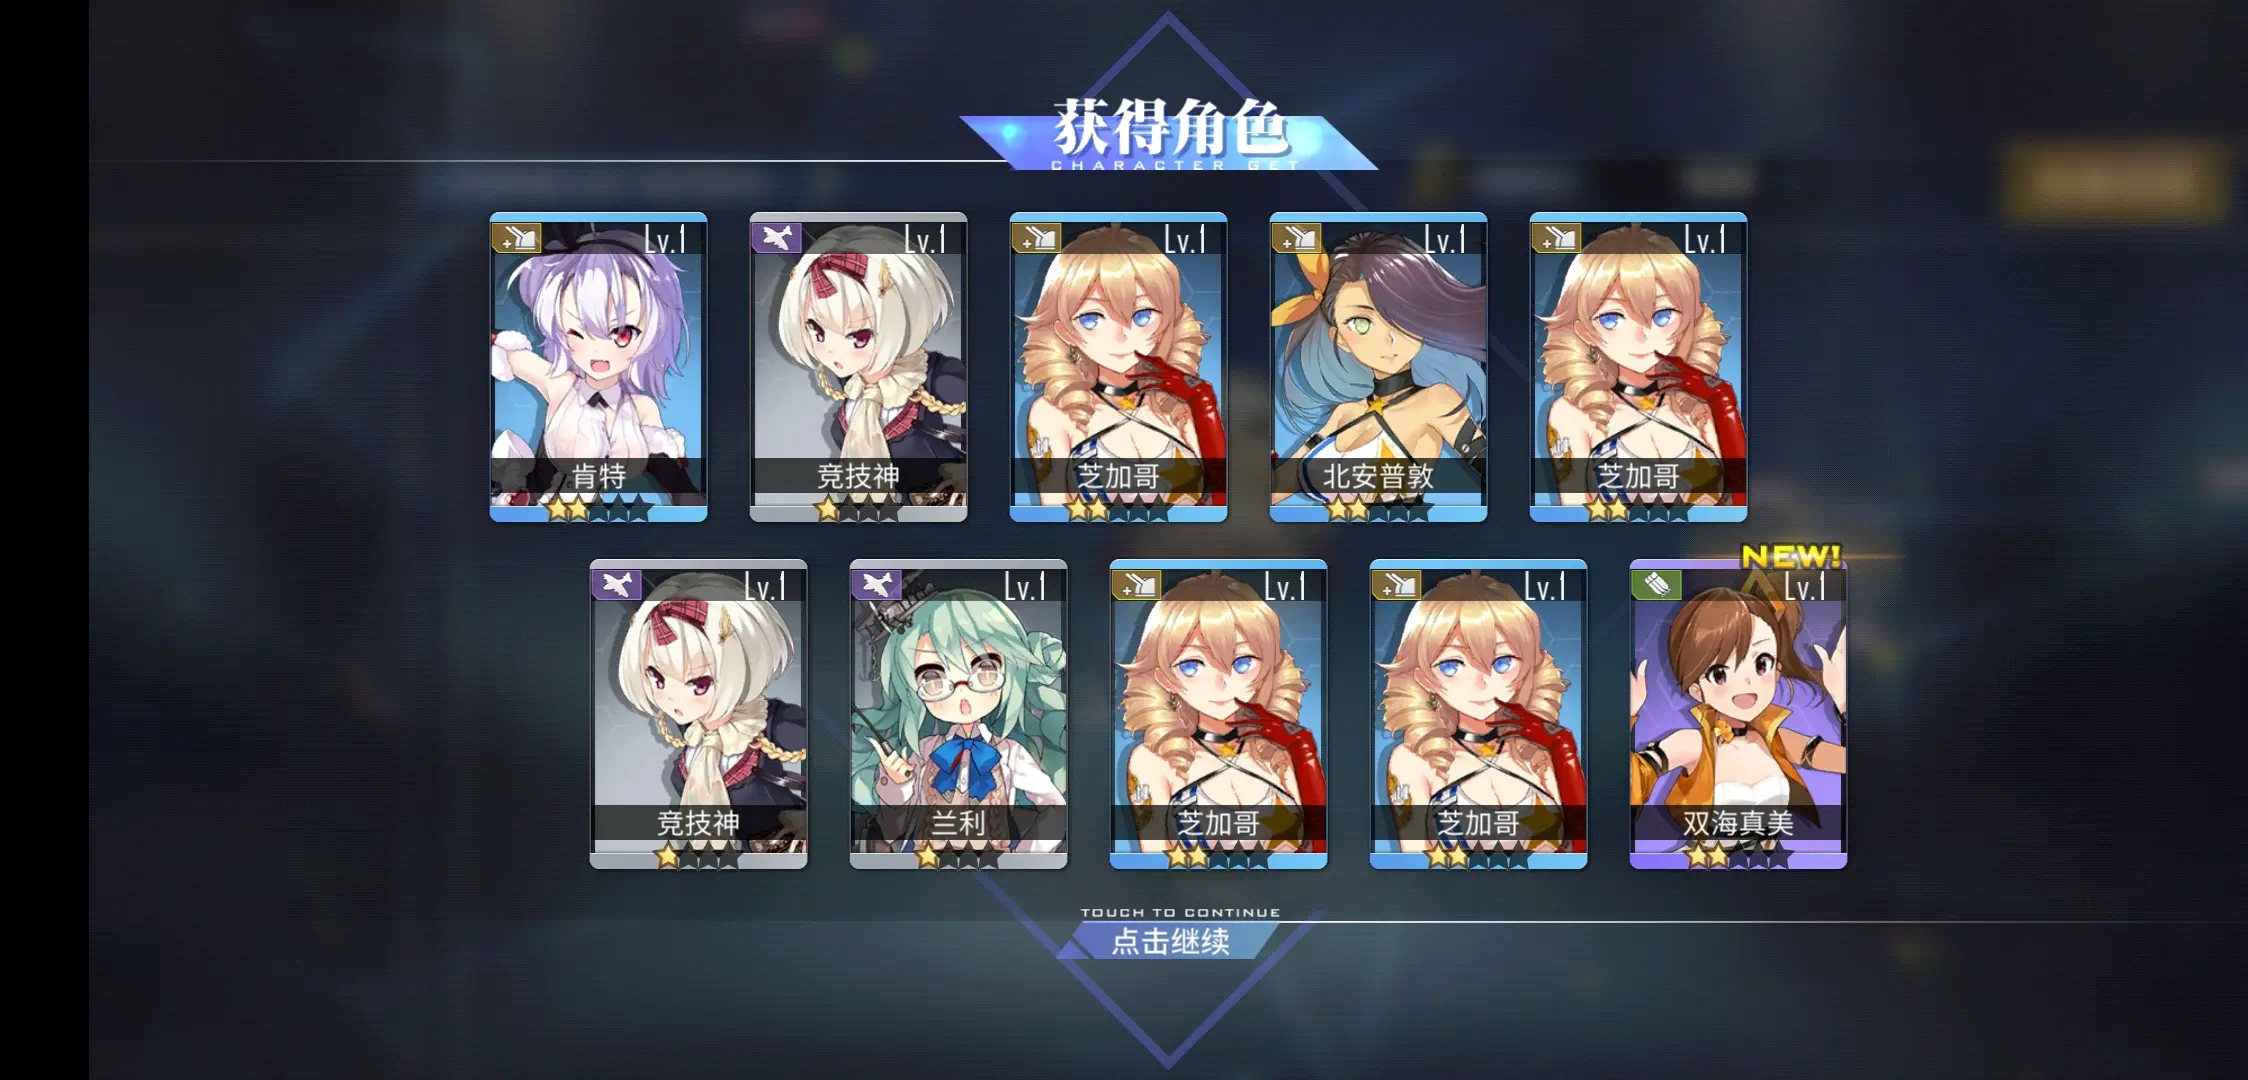 获得角色
CHARACTER GET
Lv.1
Lv.1
Lv.1
Lv.1
Lv.1
肯特
竞技神
芝加哥
北安普敦
芝加哥
NEW!
Lv.1
Lv.1
Lv.1
Lv.1
Lv.1
竞技神
兰利
芝加哥
芝加哥
双海真美
TOUCH TO CONTINUE
点击继续